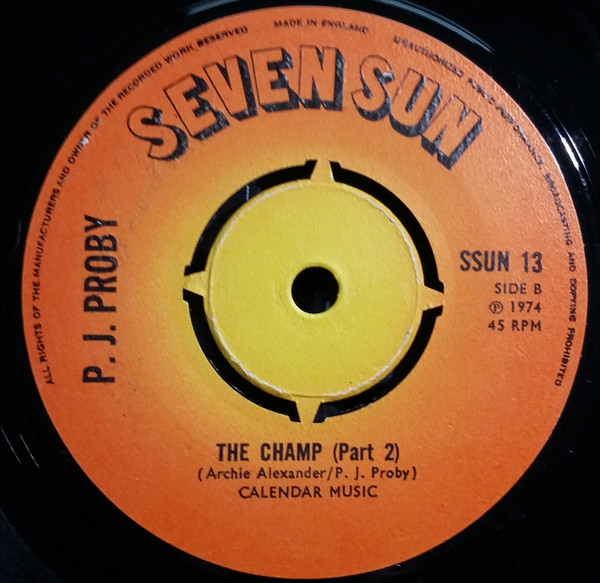 ALL RIGHTS OF THE MANUFACTURERS AND OWNER OF THE RECORDED WORK RESERVED
MADE IN ENGLAND
UNAUTHORISED PUBLIC PERFORMANCE, BROADCASTING AND COPYING PROHIBITED
SEVEN SUN
P. J. PROBY
SSUN 13
SIDE B
℗ 1974
45 RPM
THE CHAMP (Part 2)
(Archie Alexander/P. J. Proby)
CALENDAR MUSIC